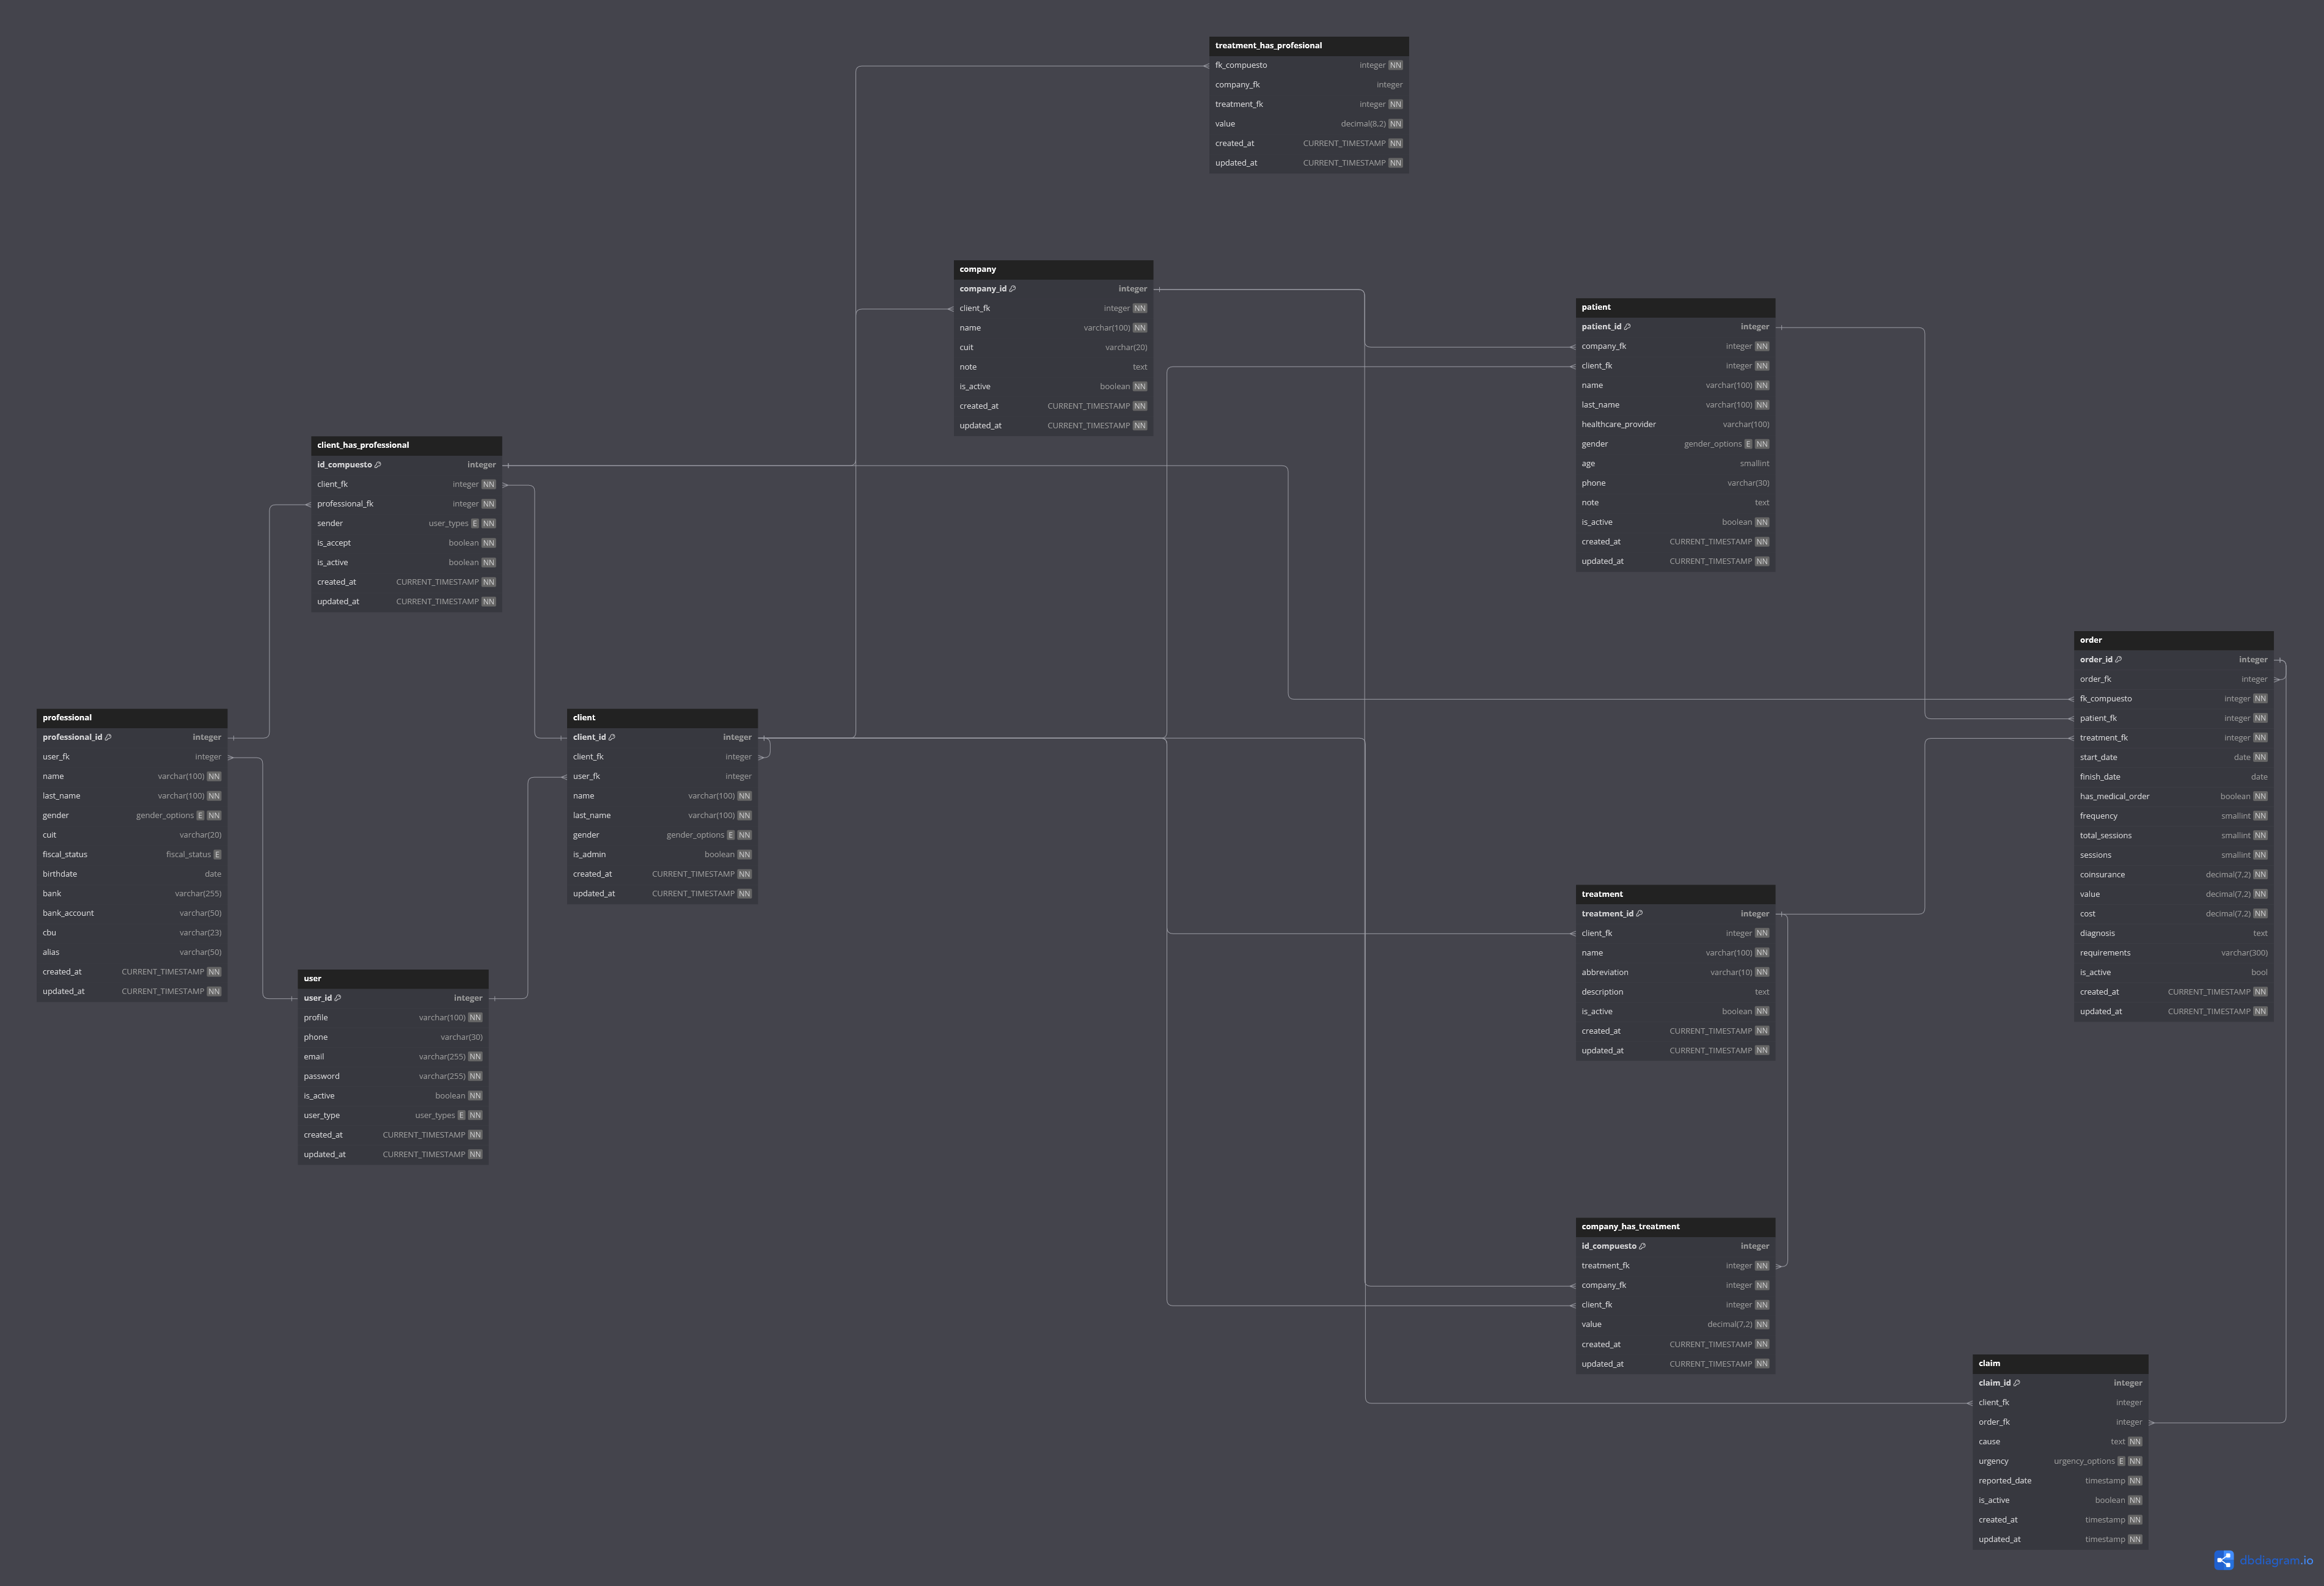 treatment_has_profesional
fk_compuesto integer NN
company_fk integer
treatment_fk integer NN
value decimal(8,2) NN
created_at CURRENT_TIMESTAMP NN
updated_at CURRENT_TIMESTAMP NN
company
company_id integer
client_fk integer NN
name varchar(100) NN
cuit varchar(20)
note text
is_active boolean NN
created_at CURRENT_TIMESTAMP NN
updated_at CURRENT_TIMESTAMP NN
patient
patient_id integer
company_fk integer NN
client_fk integer NN
name varchar(100) NN
last_name varchar(100) NN
healthcare_provider varchar(100)
gender gender_options E NN
age smallint
phone varchar(30)
note text
is_active boolean NN
created_at CURRENT_TIMESTAMP NN
updated_at CURRENT_TIMESTAMP NN
client_has_professional
id_compuesto integer
client_fk integer NN
professional_fk integer NN
sender user_types E NN
is_accept boolean NN
is_active boolean NN
created_at CURRENT_TIMESTAMP NN
updated_at CURRENT_TIMESTAMP NN
order
order_id integer
order_fk integer
fk_compuesto integer NN
patient_fk integer NN
treatment_fk integer NN
start_date date NN
finish_date date
has_medical_order boolean NN
frequency smallint NN
total_sessions smallint NN
sessions smallint NN
coinsurance decimal(7,2) NN
value decimal(7,2) NN
cost decimal(7,2) NN
diagnosis text
requirements varchar(300)
is_active bool
created_at CURRENT_TIMESTAMP NN
updated_at CURRENT_TIMESTAMP NN
professional
professional_id integer
user_fk integer
name varchar(100) NN
last_name varchar(100) NN
gender gender_options E NN
cuit varchar(20)
fiscal_status fiscal_status E
birthdate date
bank varchar(255)
bank_account varchar(50)
cbu varchar(23)
alias varchar(50)
created_at CURRENT_TIMESTAMP NN
updated_at CURRENT_TIMESTAMP NN
client
client_id integer
client_fk integer
user_fk integer
name varchar(100) NN
last_name varchar(100) NN
gender gender_options E NN
is_admin boolean NN
created_at CURRENT_TIMESTAMP NN
updated_at CURRENT_TIMESTAMP NN
treatment
treatment_id integer
client_fk integer NN
name varchar(100) NN
abbreviation varchar(10) NN
description text
is_active boolean NN
created_at CURRENT_TIMESTAMP NN
updated_at CURRENT_TIMESTAMP NN
user
user_id integer
profile varchar(100) NN
phone varchar(30)
email varchar(255) NN
password varchar(255) NN
is_active boolean NN
user_type user_types E NN
created_at CURRENT_TIMESTAMP NN
updated_at CURRENT_TIMESTAMP NN
company_has_treatment
id_compuesto integer
treatment_fk integer NN
company_fk integer NN
client_fk integer NN
value decimal(7,2) NN
created_at CURRENT_TIMESTAMP NN
updated_at CURRENT_TIMESTAMP NN
claim
claim_id integer
client_fk integer
order_fk integer
cause text NN
urgency urgency_options E NN
reported_date timestamp NN
is_active boolean NN
created_at timestamp NN
updated_at timestamp NN
dbdiagram.io